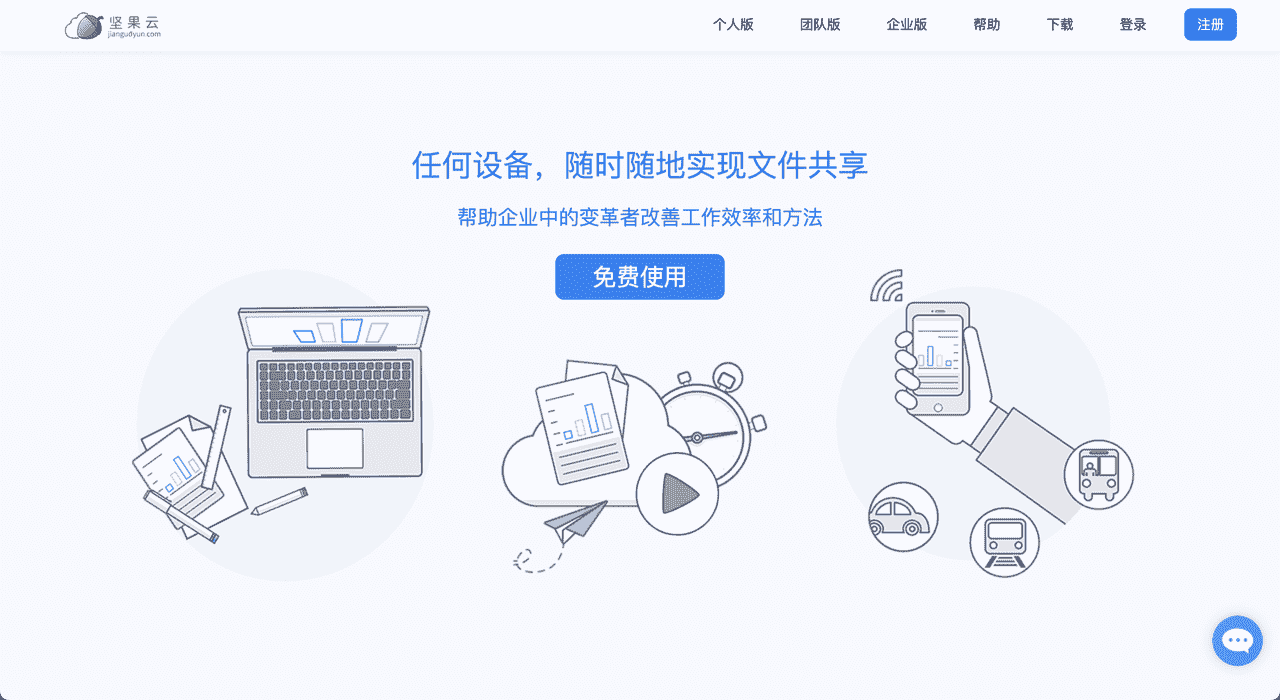 坚果云
jianguoyun.com
个人版
团队版
企业版
帮助
下载
登录
注册
任何设备，随时随地实现文件共享
帮助企业中的变革者改善工作效率和方法
免费使用